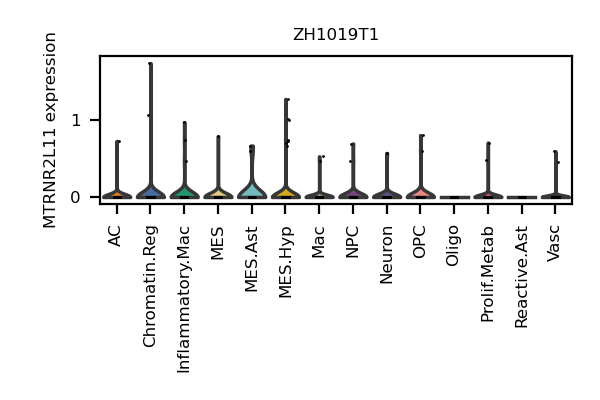 ZH1019T1
MTRNR2L11 expression
1
0
AC
Chromatin.Reg
Inflammatory.Mac
MES
MES.Ast
MES.Hyp
Mac
NPC
Neuron
OPC
Oligo
Prolif.Metab
Reactive.Ast
Vasc